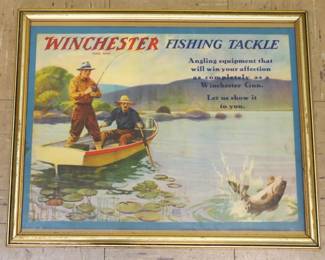 WINCHESTER FISHING TACKLE
Angling equipment that
will win your affection
as completely as a
Winchester Gun.
Let us show it
to you.